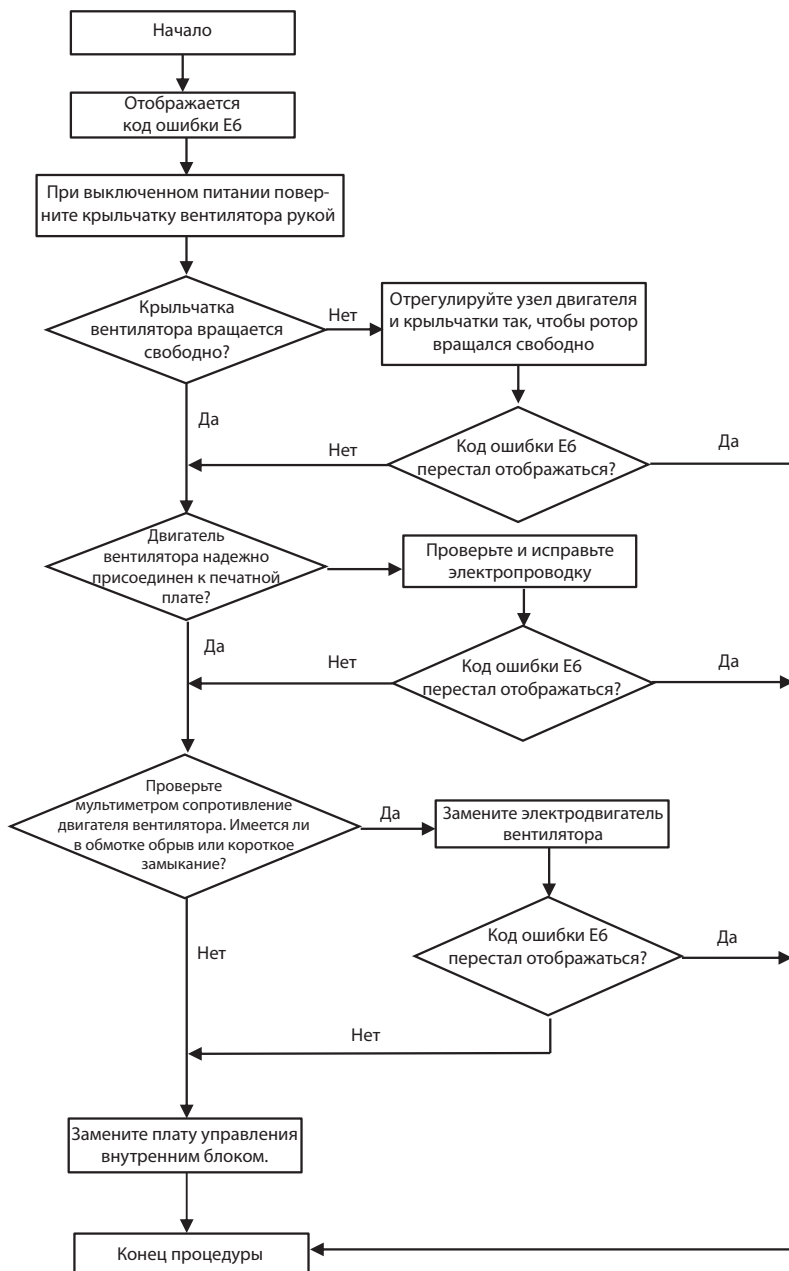 Начало
Отображается
код ошибки E6
При выключенном питании повер-
ните крыльчатку вентилятора рукой
Крыльчатка
вентилятора вращается
свободно?
Нет
Отрегулируйте узел двигателя
и крыльчатки так, чтобы ротор
вращался свободно
Да
Нет
Код ошибки E6
перестал отображаться?
Да
Двигатель
вентилятора надежно
присоединен к печатной
плате?
Проверьте и исправьте
электропроводку
Да
Нет
Код ошибки E6
перестал отображаться?
Да
Проверьте
мультиметром сопротивление
двигателя вентилятора. Имеется ли
в обмотке обрыв или короткое
замыкание?
Да
Замените электродвигатель
вентилятора
Нет
Код ошибки E6
перестал отображаться?
Да
Нет
Замените плату управления
внутренним блоком.
Конец процедуры